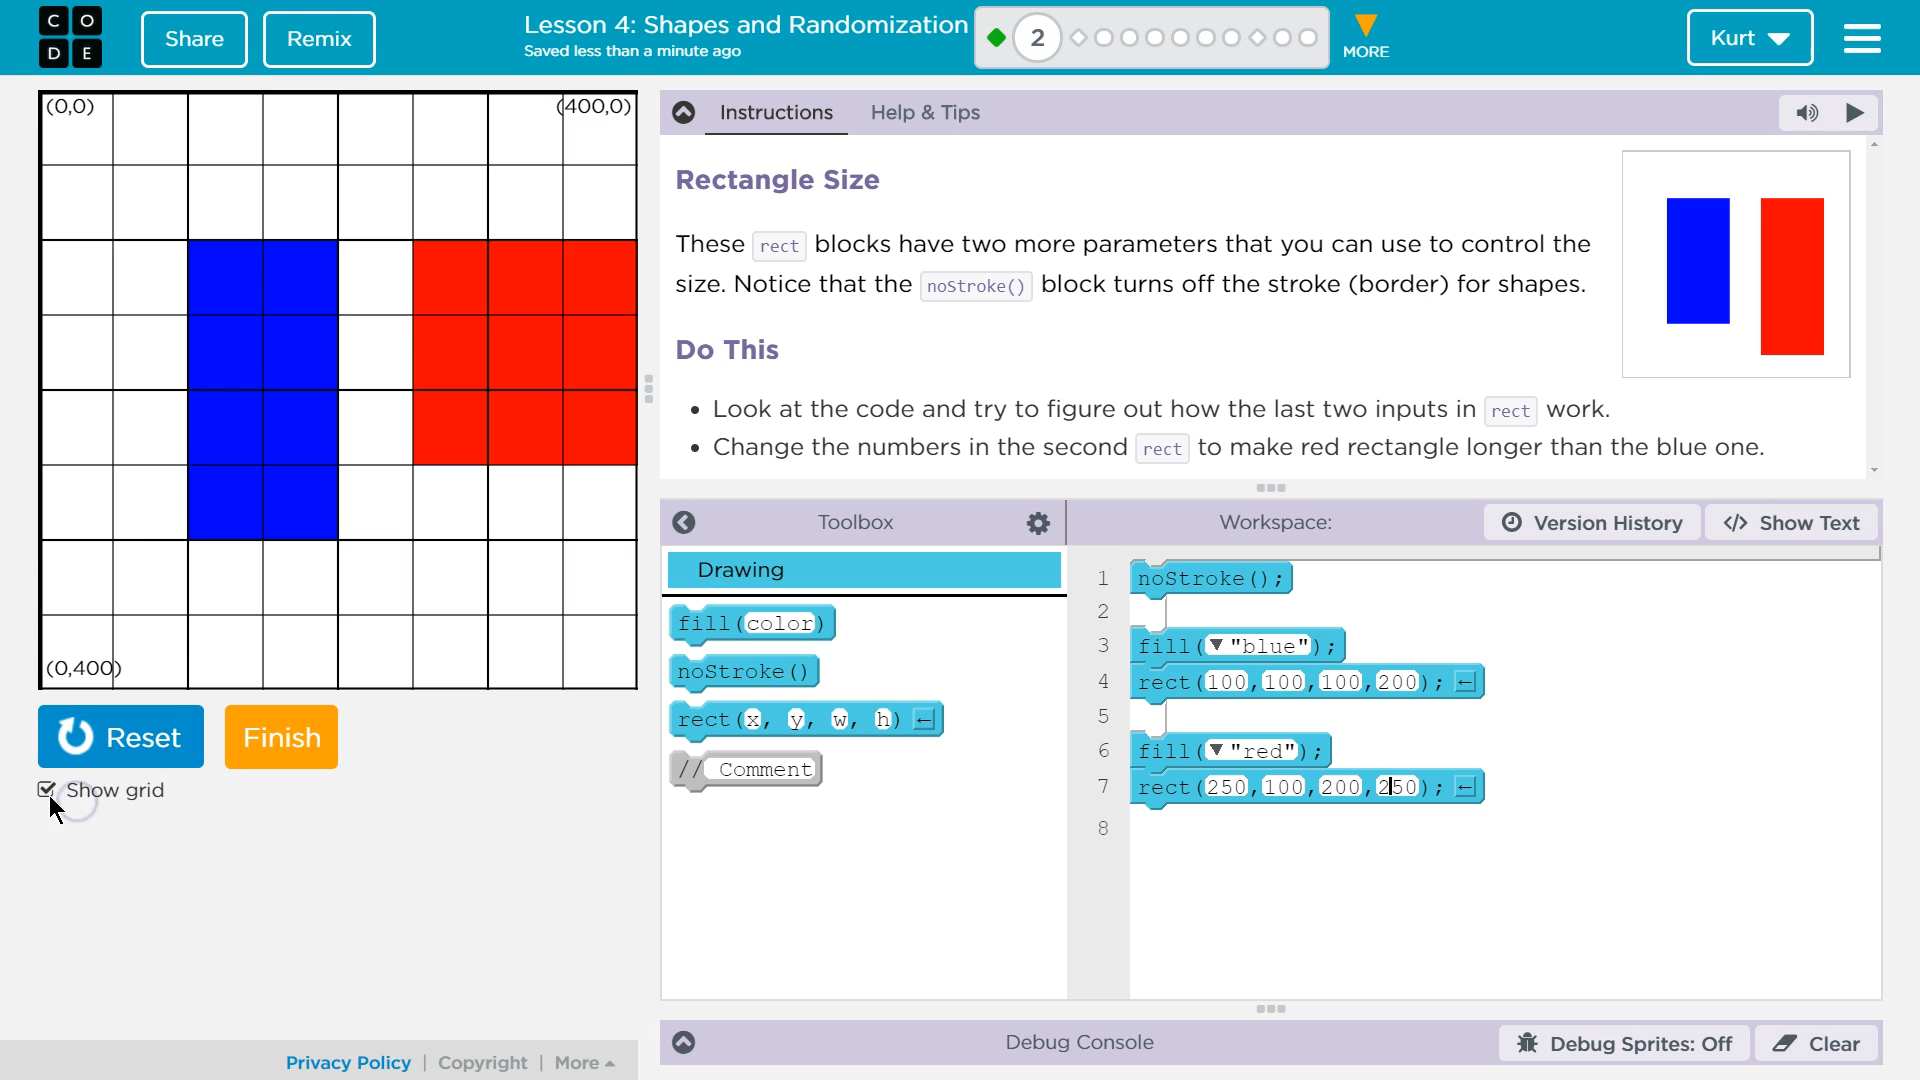 C O
D E
Share
Remix
Lesson 4: Shapes and Randomization
Saved less than a minute ago
2
MORE
Kurt
(0,0)
(400,0)
(0,400)
Reset
Finish
Show grid
Instructions
Help & Tips
Rectangle Size
These rect blocks have two more parameters that you can use to control the
size. Notice that the noStroke() block turns off the stroke (border) for shapes.
Do This
• Look at the code and try to figure out how the last two inputs in rect work.
• Change the numbers in the second rect to make red rectangle longer than the blue one.
Toolbox
Workspace:
Version History
</> Show Text
Drawing
fill(color)
noStroke()
rect(x, y, w, h) ←
// Comment
1 noStroke();
2
3 fill(▼ "blue");
4 rect(100,100,100,200); ←
5
6 fill(▼ "red");
7 rect(250,100,200,250); ←
8
Debug Console
Debug Sprites: Off
Clear
Privacy Policy | Copyright | More